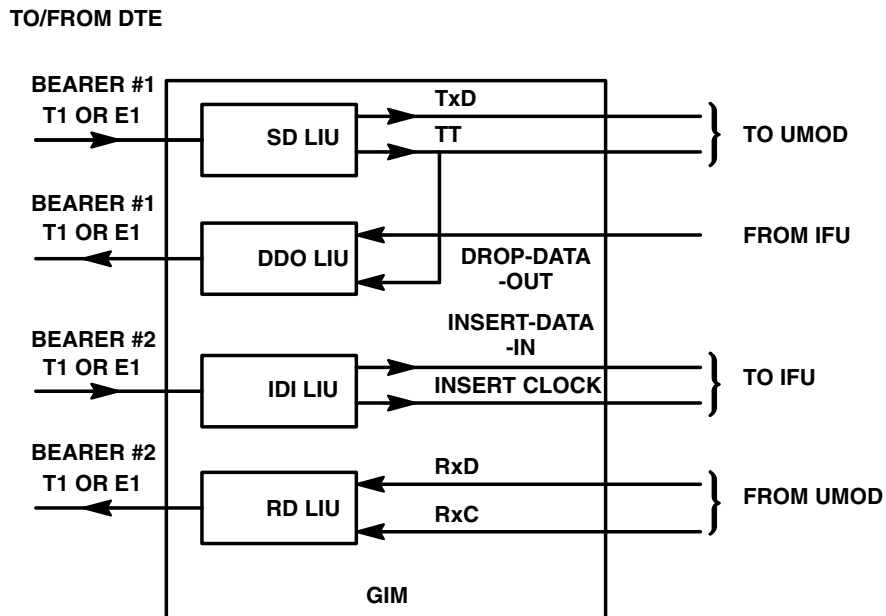 TO/FROM DTE
BEARER #1
T1 OR E1
SD LIU
TxD
TT
TO UMOD
BEARER #1
T1 OR E1
DDO LIU
DROP-DATA
-OUT
FROM IFU
BEARER #2
T1 OR E1
IDI LIU
INSERT-DATA
-IN
INSERT CLOCK
TO IFU
BEARER #2
T1 OR E1
RD LIU
RxD
RxC
FROM UMOD
GIM